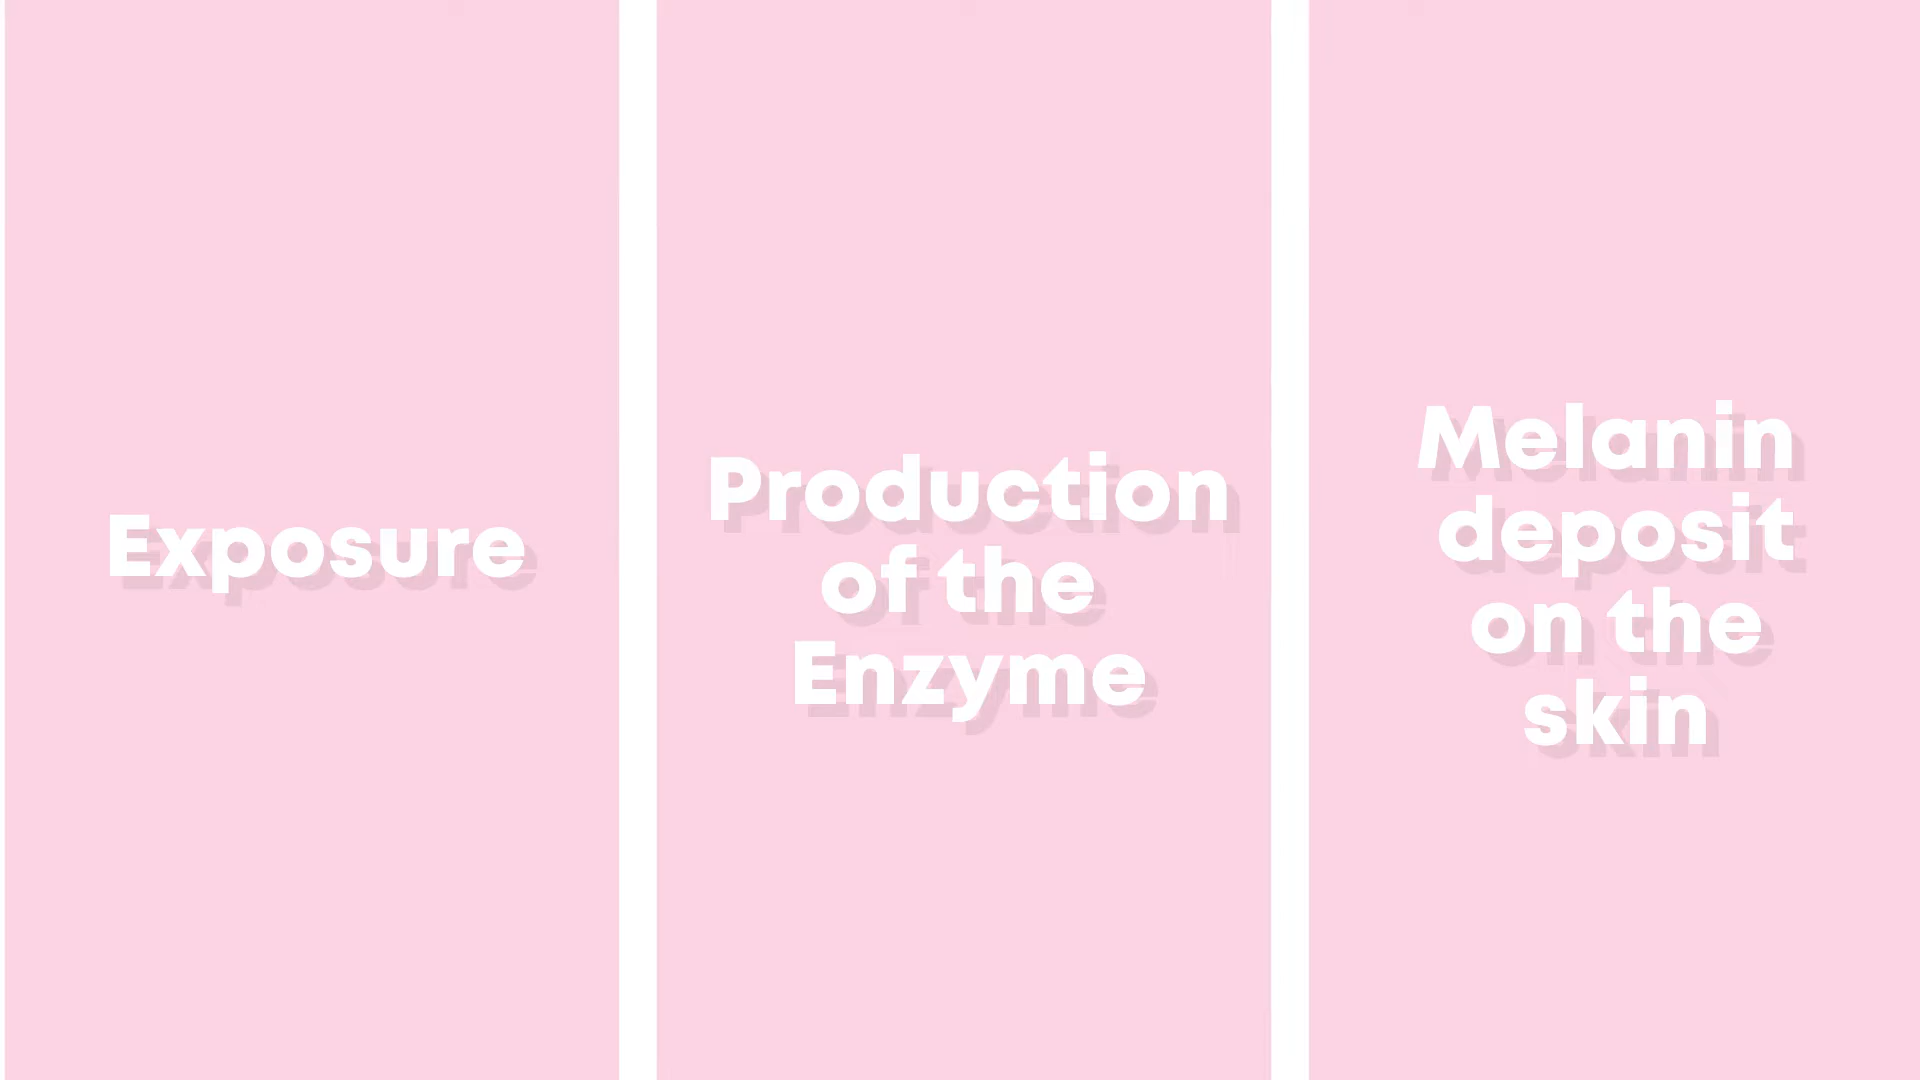 Exposure
Production
of the
Enzyme
Melanin
deposit
on the
skin